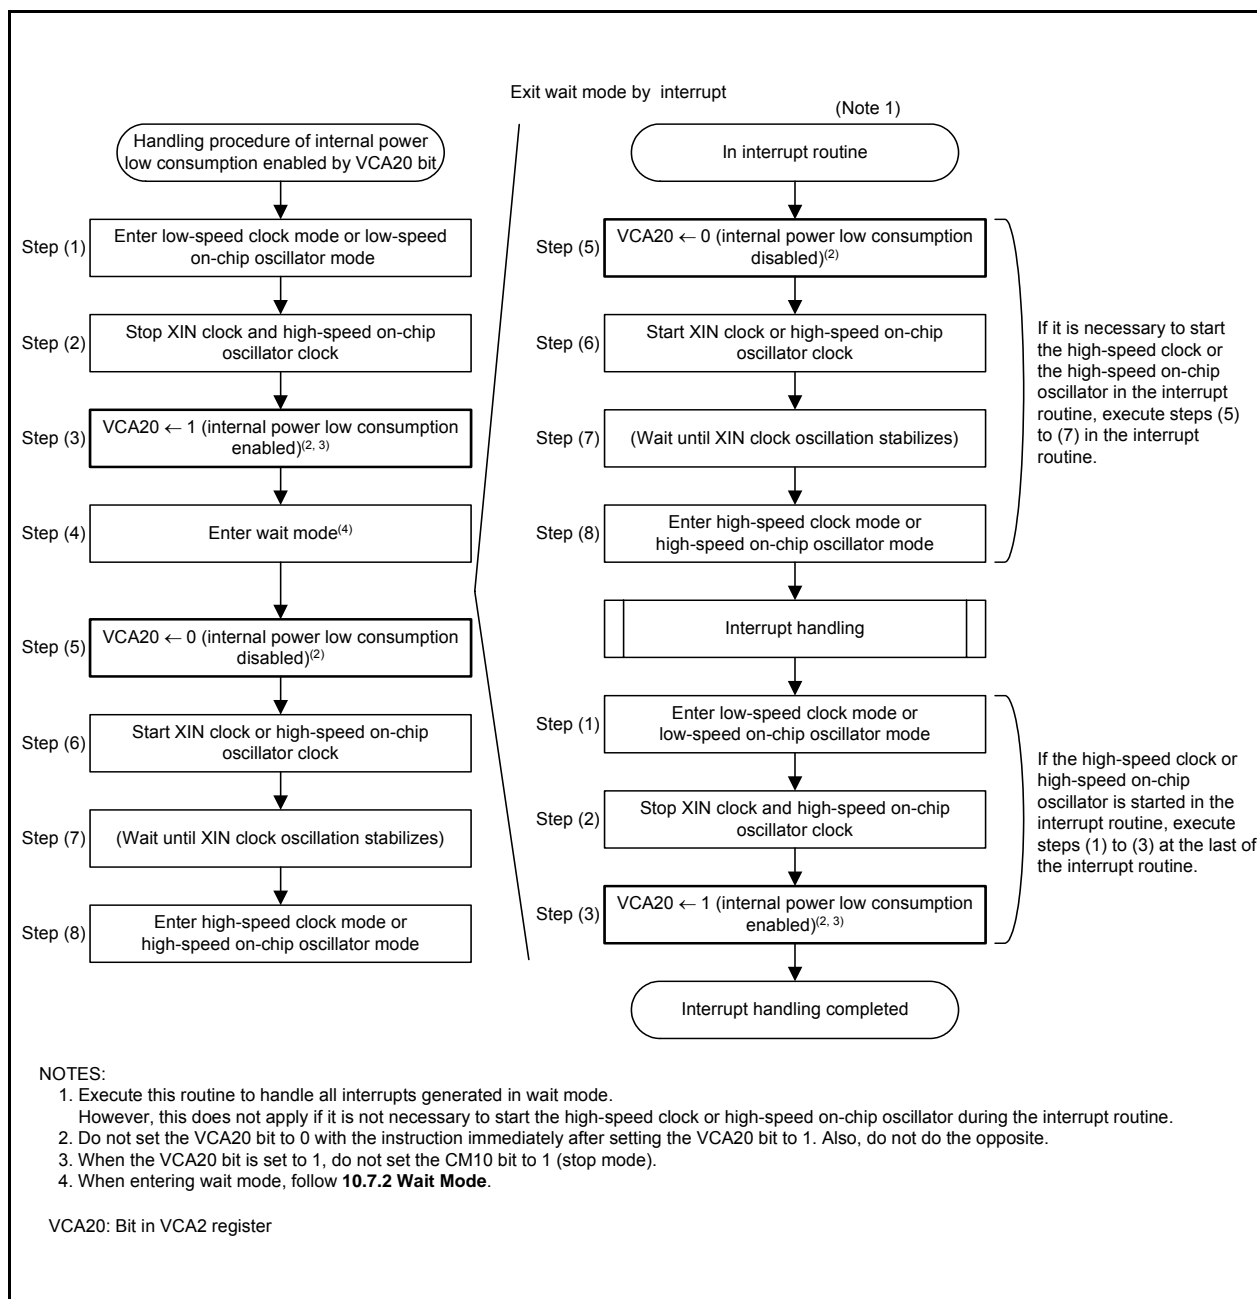 Exit wait mode by interrupt
Handling procedure of internal power
low consumption enabled by VCA20 bit
Step (1)
Enter low-speed clock mode or low-speed
on-chip oscillator mode
Step (2)
Stop XIN clock and high-speed on-chip
oscillator clock
Step (3)
VCA20 ← 1 (internal power low consumption
enabled)(2, 3)
Step (4)
Enter wait mode(4)
Step (5)
VCA20 ← 0 (internal power low consumption
disabled)(2)
Step (6)
Start XIN clock or high-speed on-chip
oscillator clock
Step (7)
(Wait until XIN clock oscillation stabilizes)
Step (8)
Enter high-speed clock mode or
high-speed on-chip oscillator mode
(Note 1)
In interrupt routine
Step (5)
VCA20 ← 0 (internal power low consumption
disabled)(2)
Step (6)
Start XIN clock or high-speed on-chip
oscillator clock
Step (7)
(Wait until XIN clock oscillation stabilizes)
Step (8)
Enter high-speed clock mode or
high-speed on-chip oscillator mode
If it is necessary to start
the high-speed clock or
the high-speed on-chip
oscillator in the interrupt
routine, execute steps (5)
to (7) in the interrupt
routine.
Interrupt handling
Step (1)
Enter low-speed clock mode or
low-speed on-chip oscillator mode
Step (2)
Stop XIN clock and high-speed on-chip
oscillator clock
Step (3)
VCA20 ← 1 (internal power low consumption
enabled)(2, 3)
If the high-speed clock or
high-speed on-chip
oscillator is started in the
interrupt routine, execute
steps (1) to (3) at the last of
the interrupt routine.
Interrupt handling completed
NOTES:
1. Execute this routine to handle all interrupts generated in wait mode.
However, this does not apply if it is not necessary to start the high-speed clock or high-speed on-chip oscillator during the interrupt routine.
2. Do not set the VCA20 bit to 0 with the instruction immediately after setting the VCA20 bit to 1. Also, do not do the opposite.
3. When the VCA20 bit is set to 1, do not set the CM10 bit to 1 (stop mode).
4. When entering wait mode, follow 10.7.2 Wait Mode.
VCA20: Bit in VCA2 register